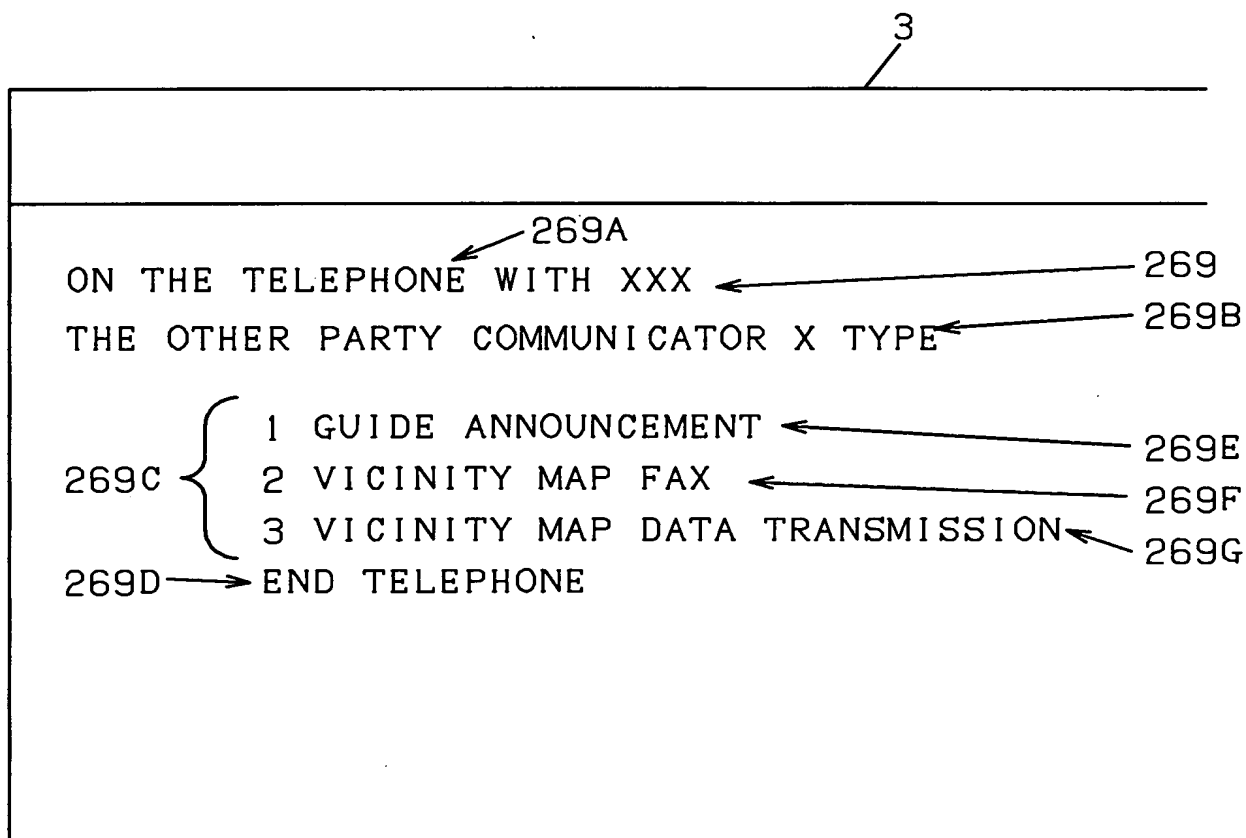 3
269A
ON THE TELEPHONE WITH XXX 269
THE OTHER PARTY COMMUNICATOR X TYPE 269B
269C
1 GUIDE ANNOUNCEMENT 269E
2 VICINITY MAP FAX 269F
3 VICINITY MAP DATA TRANSMISSION 269G
269D END TELEPHONE